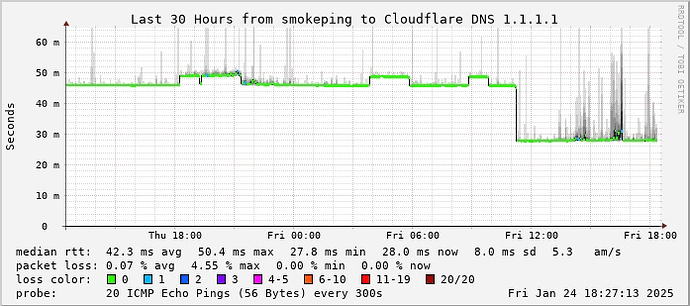 Last 30 Hours from smokeping to Cloudflare DNS 1.1.1.1
RRDTOOL / TOBI OETIKER
Seconds
60 m
50 m
40 m
30 m
20 m
10 m
0
Thu 18:00 Fri 00:00 Fri 06:00 Fri 12:00 Fri 18:00
median rtt: 42.3 ms avg 50.4 ms max 27.8 ms min 28.0 ms now 8.0 ms sd 5.3 am/s
packet loss: 0.07 % avg 4.55 % max 0.00 % min 0.00 % now
loss color: 0 1 2 3 4-5 6-10 11-19 20/20
probe: 20 ICMP Echo Pings (56 Bytes) every 300s Fri Jan 24 18:27:13 2025